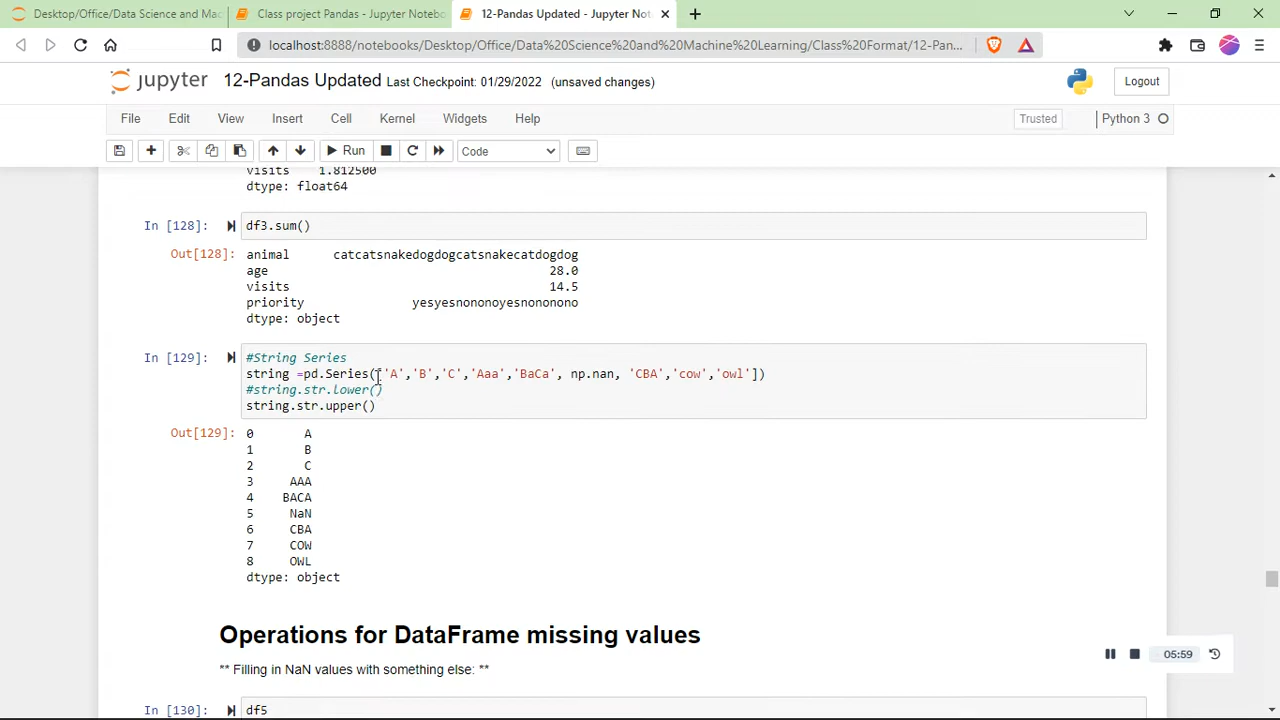 Desktop/Office/Data Science and Mac
Class project Pandas - Jupyter Notebo
12-Pandas Updated - Jupyter Not
localhost:8888/notebooks/Desktop/Office/Data%20Science%20and%20Machine%20Learning/Class%20Format/12-Pan...
jupyter 12-Pandas Updated Last Checkpoint: 01/29/2022 (unsaved changes)
Logout
File Edit View Insert Cell Kernel Widgets Help
Trusted
Python 3
Run
Code
visits 1.812500
dtype: float64
In [128]: df3.sum()
Out[128]: animal catcatsnakedogdogcatsnakecatdogdog
age 28.0
visits 14.5
priority yesyesnononoyesnononono
dtype: object
In [129]: #String Series
string =pd.Series(['A','B','C','Aaa','BaCa', np.nan, 'CBA','cow','owl'])
#string.str.lower()
string.str.upper()
Out[129]: 0 A
1 B
2 C
3 AAA
4 BACA
5 NaN
6 CBA
7 COW
8 OWL
dtype: object
Operations for DataFrame missing values
** Filling in NaN values with something else: **
05:59
In [130]: df5